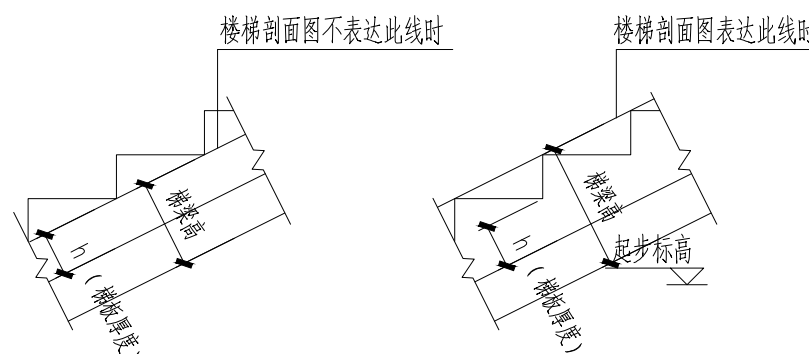 楼梯剖面图不表达此线时
楼梯剖面图表达此线时
梯梁高
h（梯板厚度）
梯梁高
起步标高
h（梯板厚度）